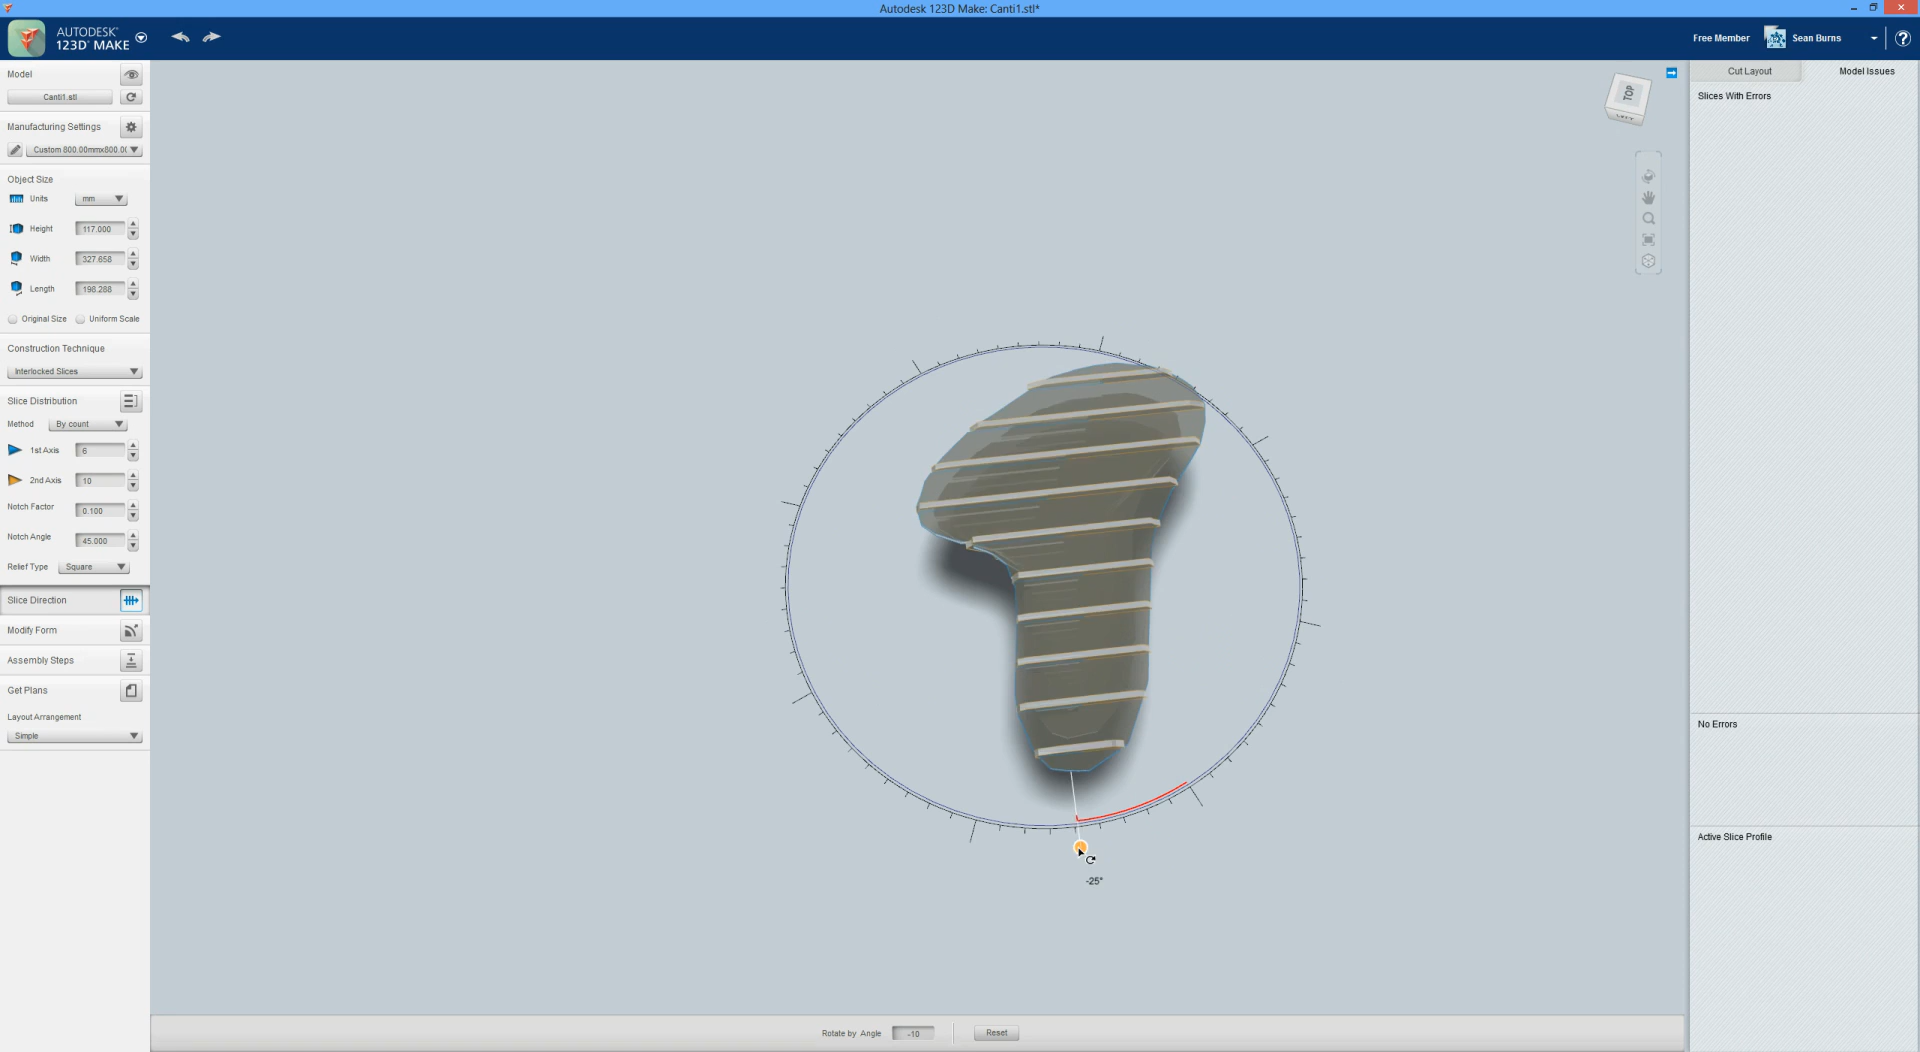 Autodesk 123D Make: Canti1.stl*
AUTODESK®
123D® MAKE
Free Member
Sean Burns
?
Model
Canti1.stl
Manufacturing Settings
Custom 800.00mmx800.0(
Object Size
Units mm
Height 117.000
Width 327.658
Length 198.288
Original Size Uniform Scale
Construction Technique
Interlocked Slices
Slice Distribution
Method By count
1st Axis 6
2nd Axis 10
Notch Factor 0.100
Notch Angle 45.000
Relief Type Square
Slice Direction
Modify Form
Assembly Steps
Get Plans
Layout Arrangement
Simple
TOP
LEFT
-25°
Rotate by Angle -10 Reset
Cut Layout Model Issues
Slices With Errors
No Errors
Active Slice Profile